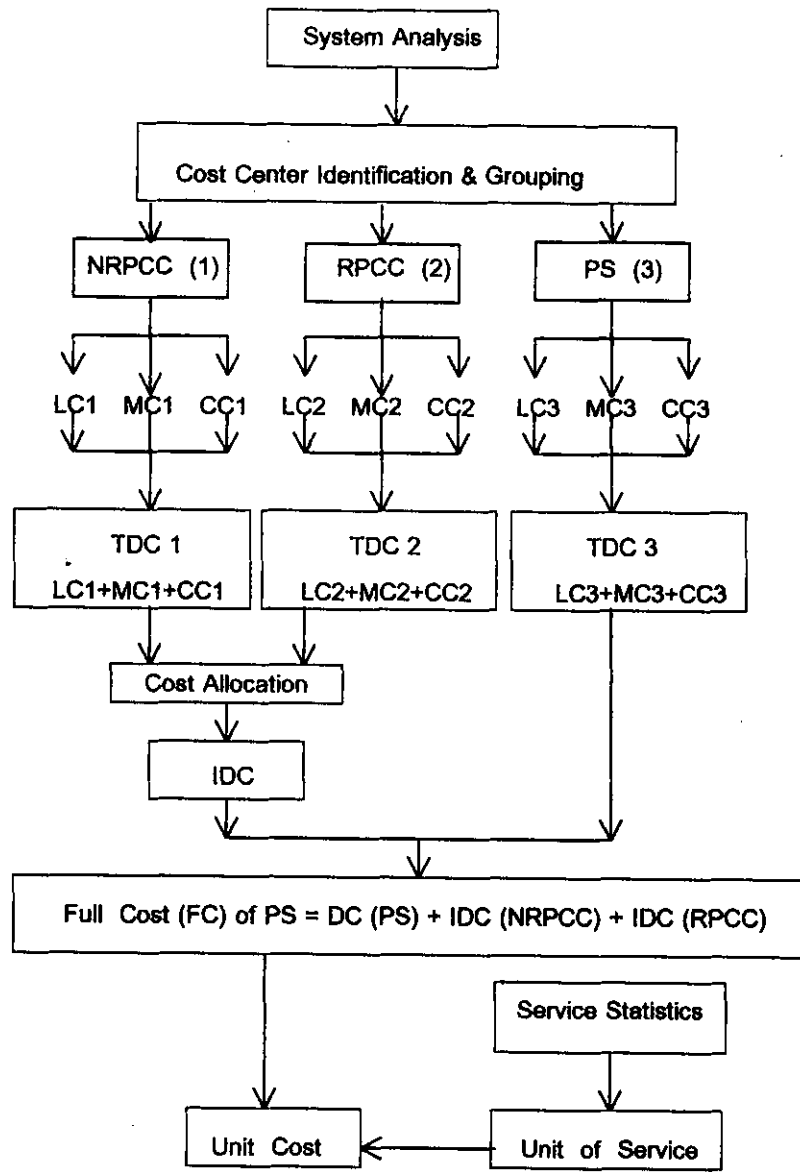 System Analysis
Cost Center Identification & Grouping
NRPCC (1) RPCC (2) PS (3)
LC1 MC1 CC1 LC2 MC2 CC2 LC3 MC3 CC3
TDC 1 TDC 2 TDC 3
LC1+MC1+CC1 LC2+MC2+CC2 LC3+MC3+CC3
Cost Allocation
IDC
Full Cost (FC) of PS = DC (PS) + IDC (NRPCC) + IDC (RPCC)
Service Statistics
Unit Cost Unit of Service